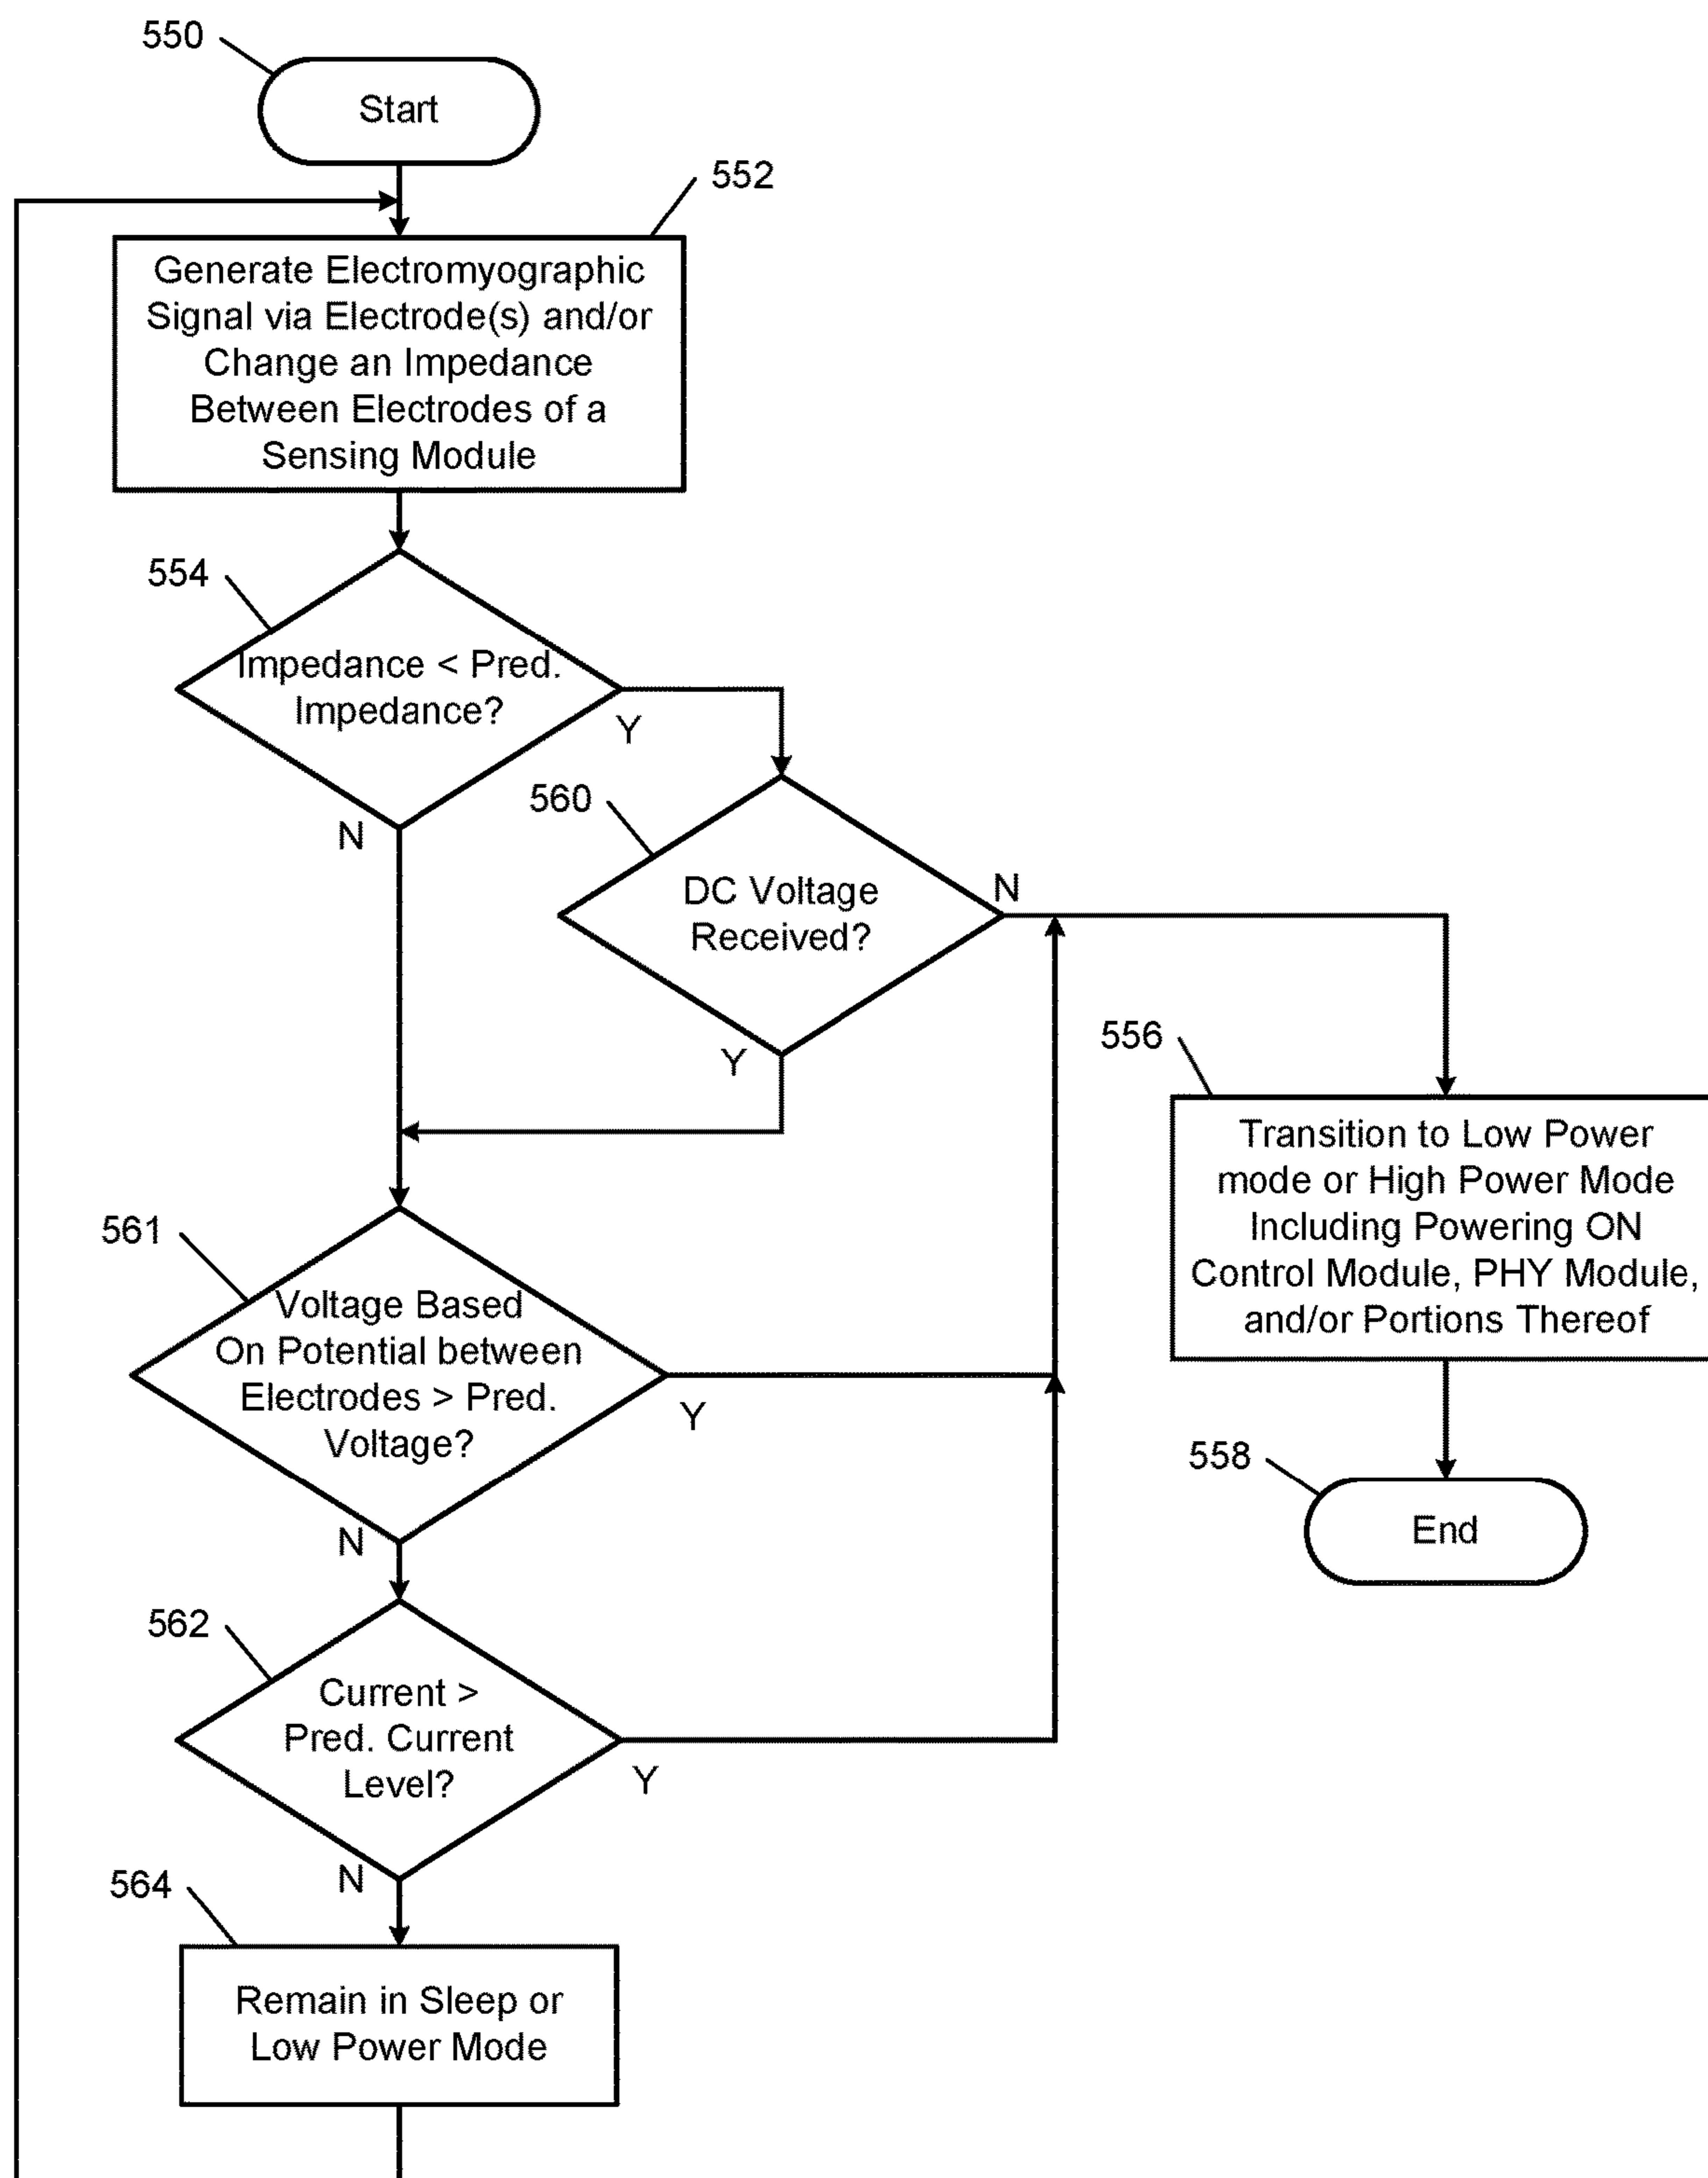 550
Start
552
Generate Electromyographic
Signal via Electrode(s) and/or
Change an Impedance
Between Electrodes of a
Sensing Module
554
Impedance < Pred.
Impedance?
Y
N
560
DC Voltage
Received?
N
Y
556
Transition to Low Power
mode or High Power Mode
Including Powering ON
Control Module, PHY Module,
and/or Portions Thereof
561
Voltage Based
On Potential between
Electrodes > Pred.
Voltage?
Y
N
558
End
562
Current >
Pred. Current
Level?
Y
N
564
Remain in Sleep or
Low Power Mode